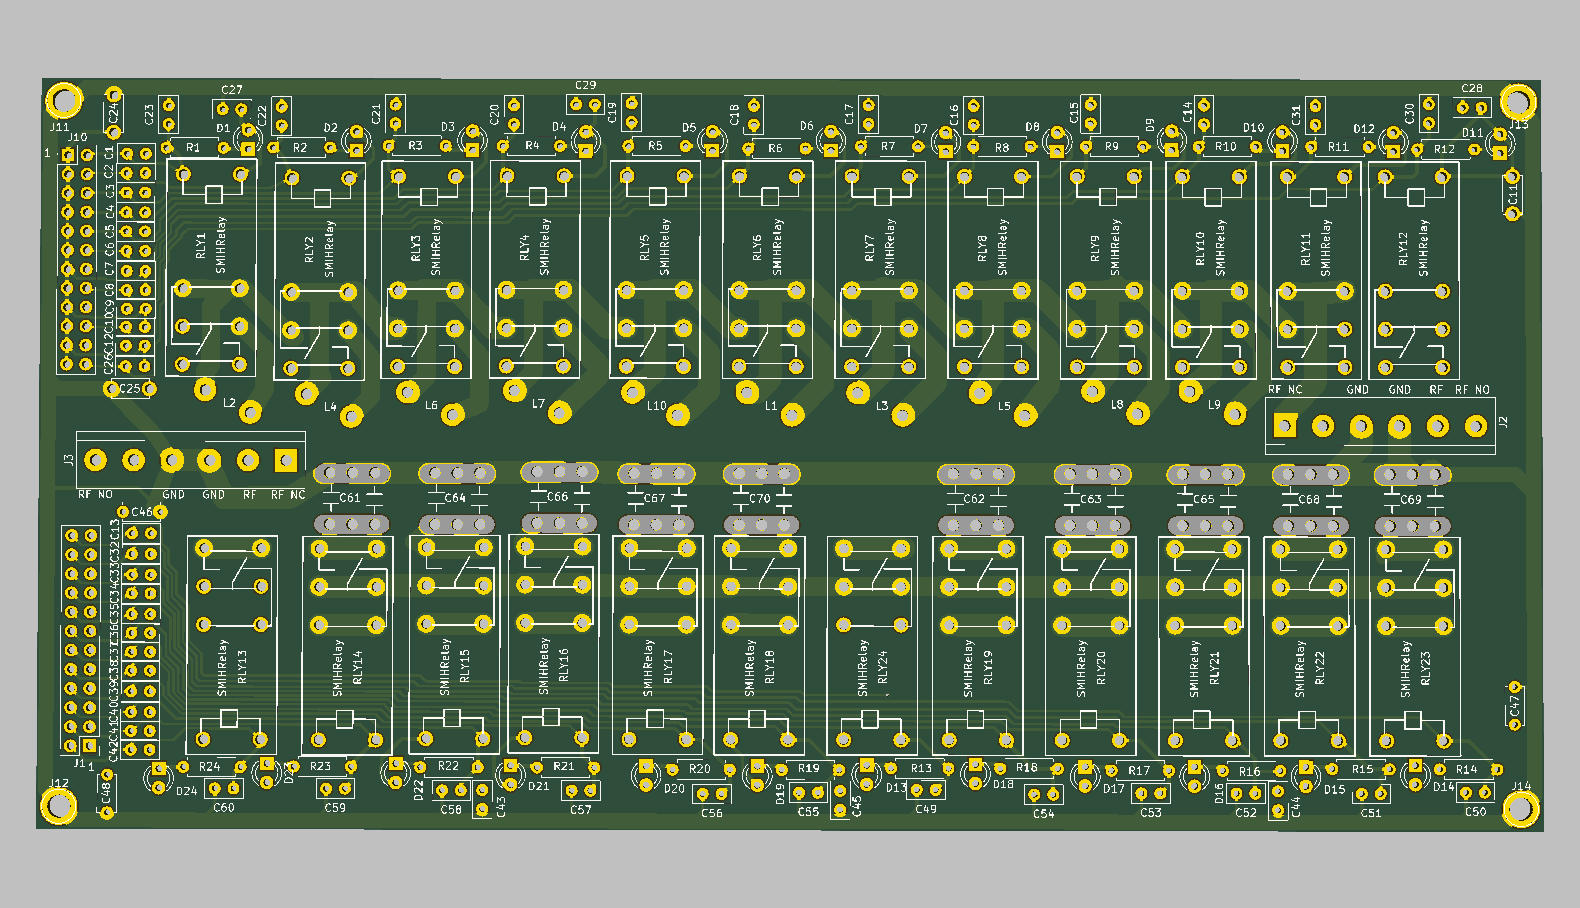 C27 C29 C28
C24 C23 C22 C21 C20 C19 C18 C17 C16 C15 C14 C31 C30
J11 D1 D2 D3 D4 D5 D6 D7 D8 D9 D10 D12 D11 J13
J10
1 R1 R2 R3 R4 R5 R6 R7 R8 R9 R10 R11 R12
C1
C2
C3
C4
C5
C6
C7
C8
C9
C10
C12
C26
C25
C11
RLY1 SMIHRelay
RLY2 SMIHRelay
RLY3 SMIHRelay
RLY4 SMIHRelay
RLY5 SMIHRelay
RLY6 SMIHRelay
RLY7 SMIHRelay
RLY8 SMIHRelay
RLY9 SMIHRelay
RLY10 SMIHRelay
RLY11 SMIHRelay
RLY12 SMIHRelay
RF NC GND GND RF RF NO
L2 L4 L6 L7 L10 L1 L3 L5 L8 L9
J2
J3
RF NO GND GND RF RF NC
C61 C64 C66 C67 C70 C62 C63 C65 C68 C69
C46
C13
C32
C33
C34
C35
C36
C37
C38
C39
C40
C41
C42
SMIHRelay RLY13
SMIHRelay RLY14
SMIHRelay RLY15
SMIHRelay RLY16
SMIHRelay RLY17
SMIHRelay RLY18
SMIHRelay RLY24
SMIHRelay RLY19
SMIHRelay RLY20
SMIHRelay RLY21
SMIHRelay RLY22
SMIHRelay RLY23
C47
J1 1 R24 R23 R22 R21 R20 R19 R13 R18 R17 R16 R15 R14
J12 D24 D23 D22 D21 D20 D19 D13 D18 D17 D16 D15 D14 J14
C48 C60 C59 C58 C43 C57 C56 C55 C45 C49 C54 C53 C52 C44 C51 C50